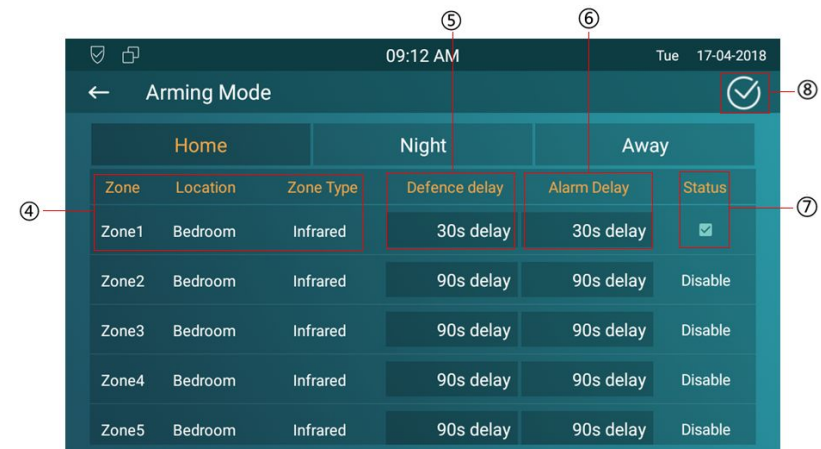 ⑤ ⑥
09:12 AM Tue 17-04-2018
← Arming Mode ⑧
Home Night Away
Zone Location Zone Type Defence delay Alarm Delay Status
④ ⑦
Zone1 Bedroom Infrared 30s delay 30s delay
Zone2 Bedroom Infrared 90s delay 90s delay Disable
Zone3 Bedroom Infrared 90s delay 90s delay Disable
Zone4 Bedroom Infrared 90s delay 90s delay Disable
Zone5 Bedroom Infrared 90s delay 90s delay Disable